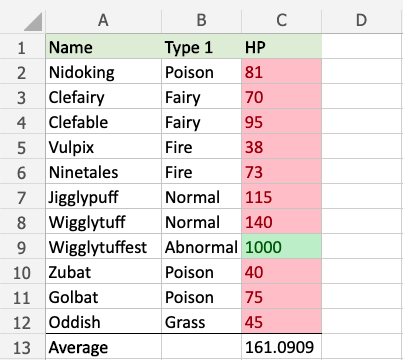 A B C D
1 Name Type 1 HP
2 Nidoking Poison 81
3 Clefairy Fairy 70
4 Clefable Fairy 95
5 Vulpix Fire 38
6 Ninetales Fire 73
7 Jigglypuff Normal 115
8 Wigglytuff Normal 140
9 Wigglytuffest Abnormal 1000
10 Zubat Poison 40
11 Golbat Poison 75
12 Oddish Grass 45
13 Average 161.0909